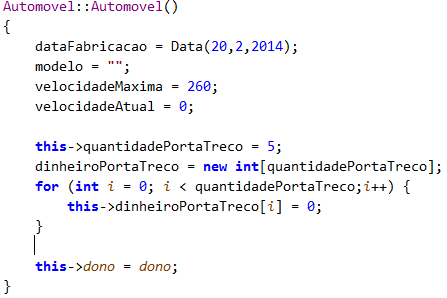 Automovel::Automovel()
{
    dataFabricacao = Data(20,2,2014);
    modelo = "";
    velocidadeMaxima = 260;
    velocidadeAtual = 0;

    this->quantidadePortaTreco = 5;
    dinheiroPortaTreco = new int[quantidadePortaTreco];
    for (int i = 0; i < quantidadePortaTreco;i++) {
        this->dinheiroPortaTreco[i] = 0;
    }

    this->dono = dono;
}